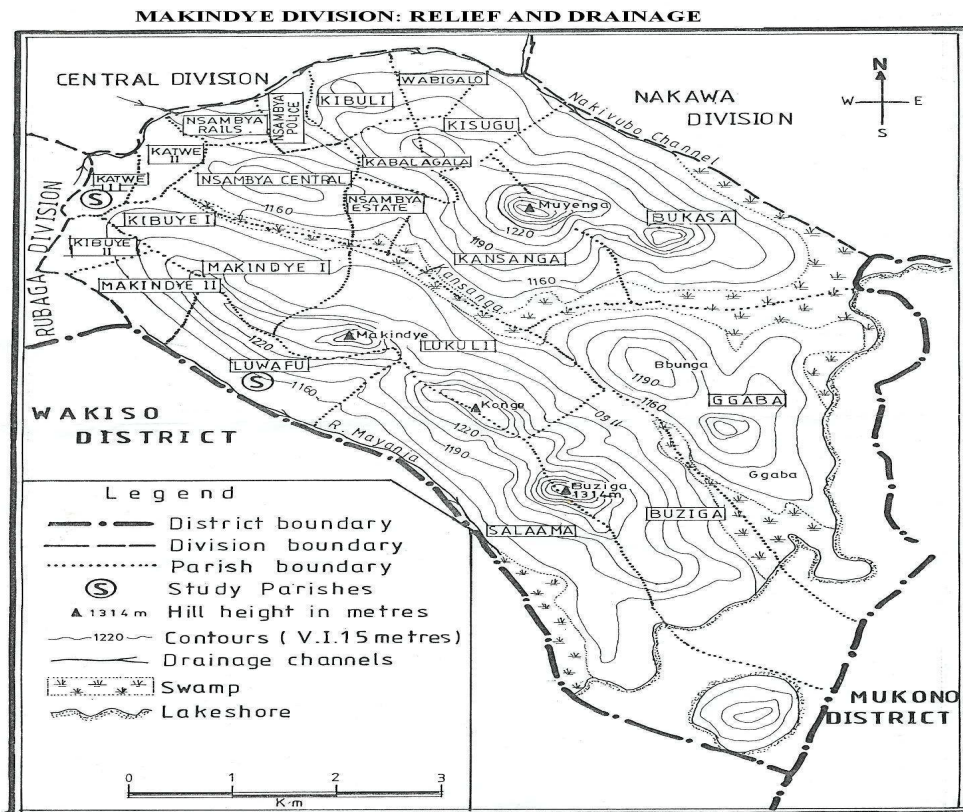 MAKINDYE DIVISION: RELIEF AND DRAINAGE
CENTRAL DIVISION
NAKAWA
DIVISION
N
W
E
S
WABIGALO
KIBULI
NSAMBYA
RAILS
NSAMBYA
POLICE
KISUGU
Nakivubo Channel
KATWE
II
KABALAGALA
KATWE
S
NSAMBYA CENTRAL
NSAMBYA
ESTATE
1160
Muyenga
BUKASA
1220
KIBUYE I
KIBUYE
II
1190
KANSANGA
1160
MAKINDYE I
MAKINDYE II
Kansanga
RUBAGA DIVISION
1220
Makindye
LUKULI
LUWAFU
S
1160
Bbunga
1190
1160
GGABA
Konge
1220
1190
1190
WAKISO
DISTRICT
R. Mayanja
Ggaba
Buziga
1314m
BUZIGA
SALAAMA
Legend
District boundary
Division boundary
Parish boundary
S Study Parishes
1314m Hill height in metres
1220 Contours ( V.I.15 metres)
Drainage channels
Swamp
Lakeshore
MUKONO
DISTRICT
0 1 2 3
K·m